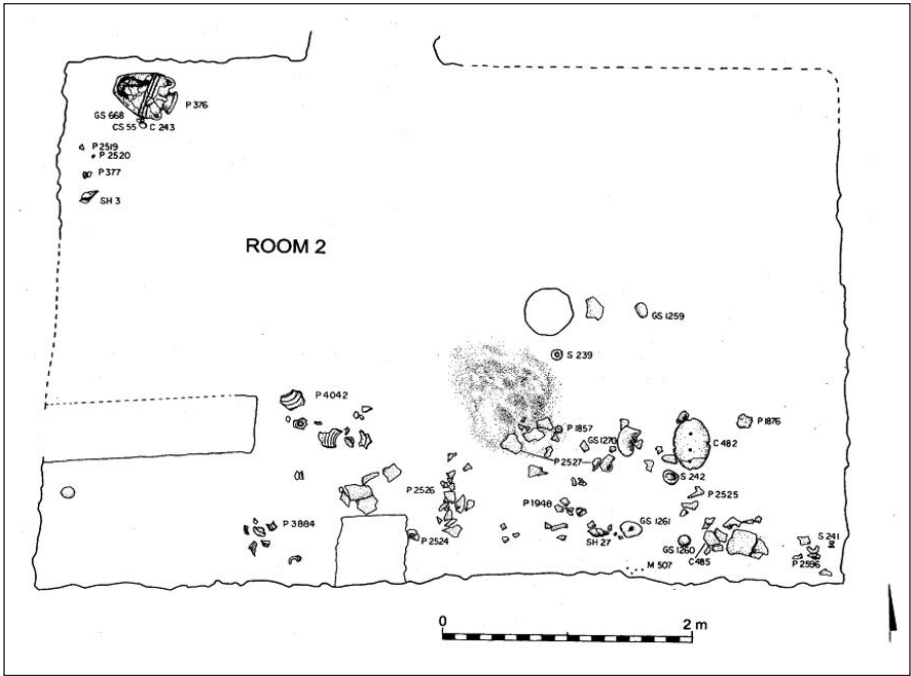 P 376
GS 668
CS 55 C 243
P 2519
P 2520
P 377
SH 3
ROOM 2
GS 1259
S 239
P 4042
P 1857
P 1876
GS 1270
C 482
P 2527
S 242
P 2526
P 2525
P 1948
P 3884
P 2524
SH 27
GS 1261
GS 1260
C 485
S 241
P 2596
M 507
0 2 m